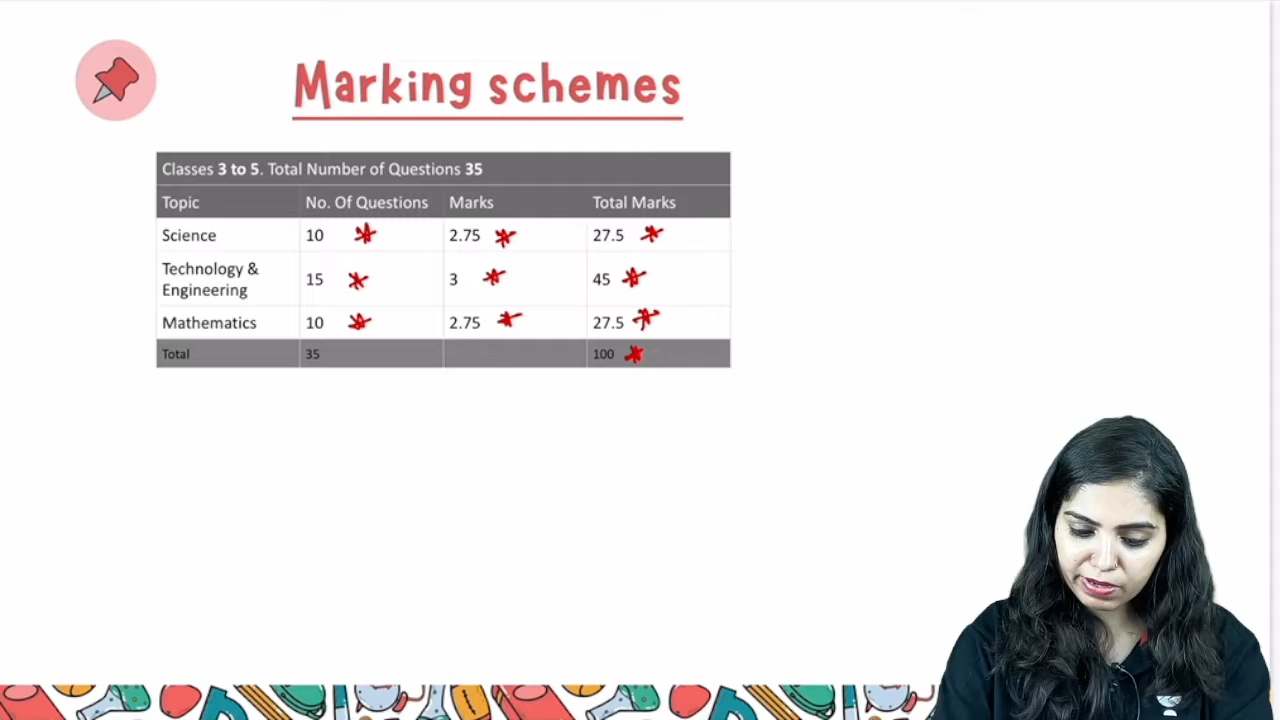 Marking schemes
Classes 3 to 5. Total Number of Questions 35
Topic No. Of Questions Marks Total Marks
Science 10 2.75 27.5
Technology &
Engineering 15 3 45
Mathematics 10 2.75 27.5
Total 35 100